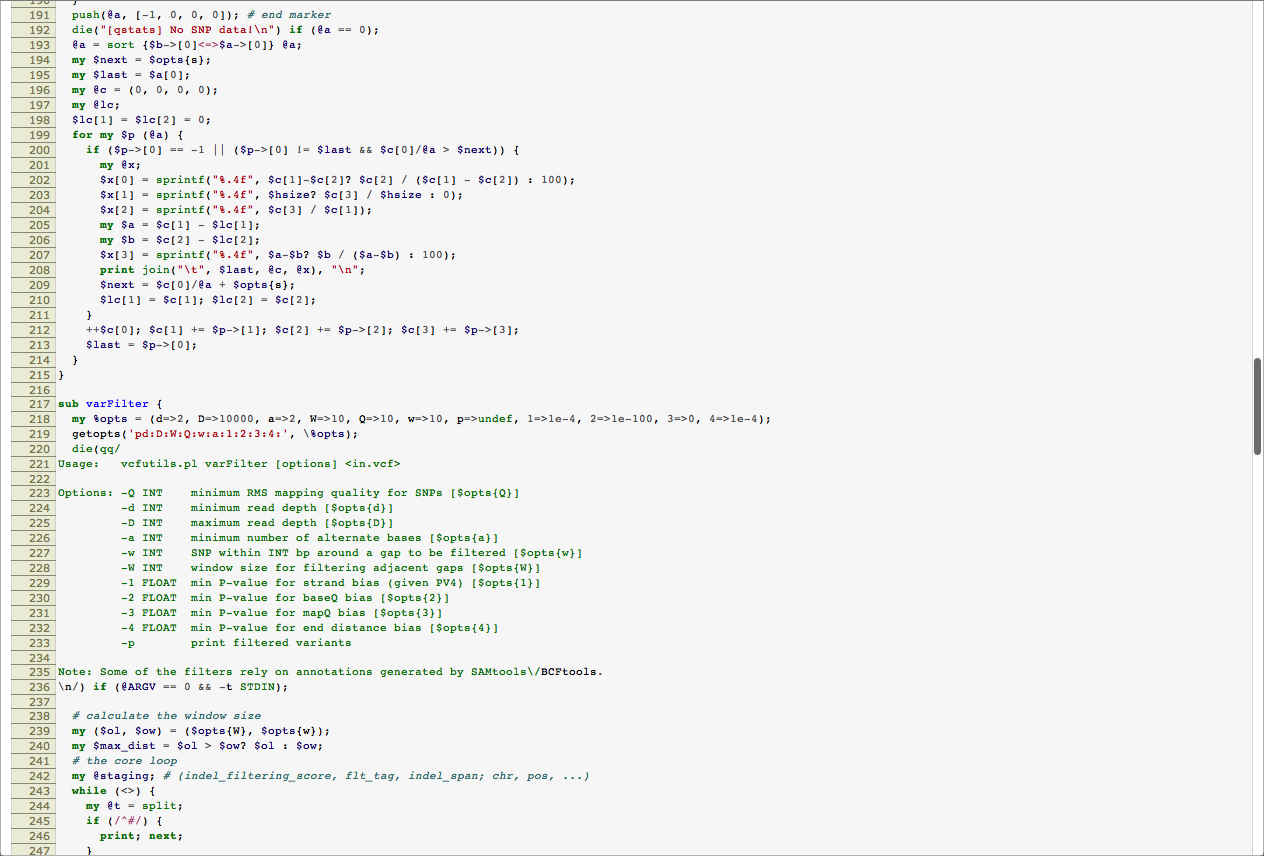 190 }
191 push(@a, [-1, 0, 0, 0]); # end marker
192 die("[qstats] No SNP data!\n") if (@a == 0);
193 @a = sort {$b->[0]<=>$a->[0]} @a;
194 my $next = $opts{s};
195 my $last = $a[0];
196 my @c = (0, 0, 0, 0);
197 my @lc;
198 $lc[1] = $lc[2] = 0;
199 for my $p (@a) {
200 if ($p->[0] == -1 || ($p->[0] != $last && $c[0]/@a > $next)) {
201 my @x;
202 $x[0] = sprintf("%.4f", $c[1]-$c[2]? $c[2] / ($c[1] - $c[2]) : 100);
203 $x[1] = sprintf("%.4f", $hsize? $c[3] / $hsize : 0);
204 $x[2] = sprintf("%.4f", $c[3] / $c[1]);
205 my $a = $c[1] - $lc[1];
206 my $b = $c[2] - $lc[2];
207 $x[3] = sprintf("%.4f", $a-$b? $b / ($a-$b) : 100);
208 print join("\t", $last, @c, @x), "\n";
209 $next = $c[0]/@a + $opts{s};
210 $lc[1] = $c[1]; $lc[2] = $c[2];
211 }
212 ++$c[0]; $c[1] += $p->[1]; $c[2] += $p->[2]; $c[3] += $p->[3];
213 $last = $p->[0];
214 }
215 }
216
217 sub varFilter {
218 my %opts = (d=>2, D=>10000, a=>2, W=>10, Q=>10, w=>10, p=>undef, 1=>1e-4, 2=>1e-100, 3=>0, 4=>1e-4);
219 getopts('pd:D:W:Q:w:a:1:2:3:4:', \%opts);
220 die(qq/
221 Usage: vcfutils.pl varFilter [options] <in.vcf>
222
223 Options: -Q INT minimum RMS mapping quality for SNPs [$opts{Q}]
224 -d INT minimum read depth [$opts{d}]
225 -D INT maximum read depth [$opts{D}]
226 -a INT minimum number of alternate bases [$opts{a}]
227 -w INT SNP within INT bp around a gap to be filtered [$opts{w}]
228 -W INT window size for filtering adjacent gaps [$opts{W}]
229 -1 FLOAT min P-value for strand bias (given PV4) [$opts{1}]
230 -2 FLOAT min P-value for baseQ bias [$opts{2}]
231 -3 FLOAT min P-value for mapQ bias [$opts{3}]
232 -4 FLOAT min P-value for end distance bias [$opts{4}]
233 -p print filtered variants
234
235 Note: Some of the filters rely on annotations generated by SAMtools\/BCFtools.
236 \n/) if (@ARGV == 0 && -t STDIN);
237
238 # calculate the window size
239 my ($ol, $ow) = ($opts{W}, $opts{w});
240 my $max_dist = $ol > $ow? $ol : $ow;
241 # the core loop
242 my @staging; # (indel_filtering_score, flt_tag, indel_span; chr, pos, ...)
243 while (<>) {
244 my @t = split;
245 if (/^#/) {
246 print; next;
247 }